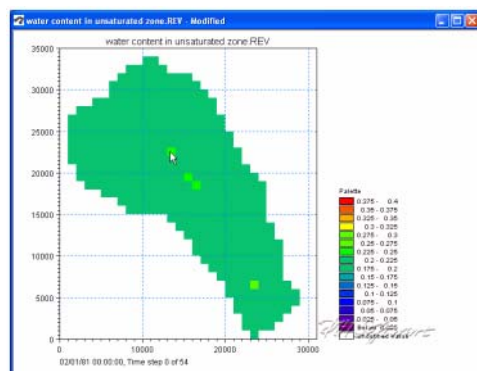 water content in unsaturated zone.REV - Modified
water content in unsaturated zone.REV
35000
30000
25000
20000
15000
10000
5000
0
0 10000 20000 30000
02/01/01 00:00:00, Time step 0 of 54
Palette
0.375 - 0.4
0.35 - 0.375
0.325 - 0.35
0.3 - 0.325
0.275 - 0.3
0.25 - 0.275
0.225 - 0.25
0.2 - 0.225
0.175 - 0.2
0.15 - 0.175
0.125 - 0.15
0.1 - 0.125
0.075 - 0.1
0.05 - 0.075
0.025 - 0.05
Below
Undefined Value